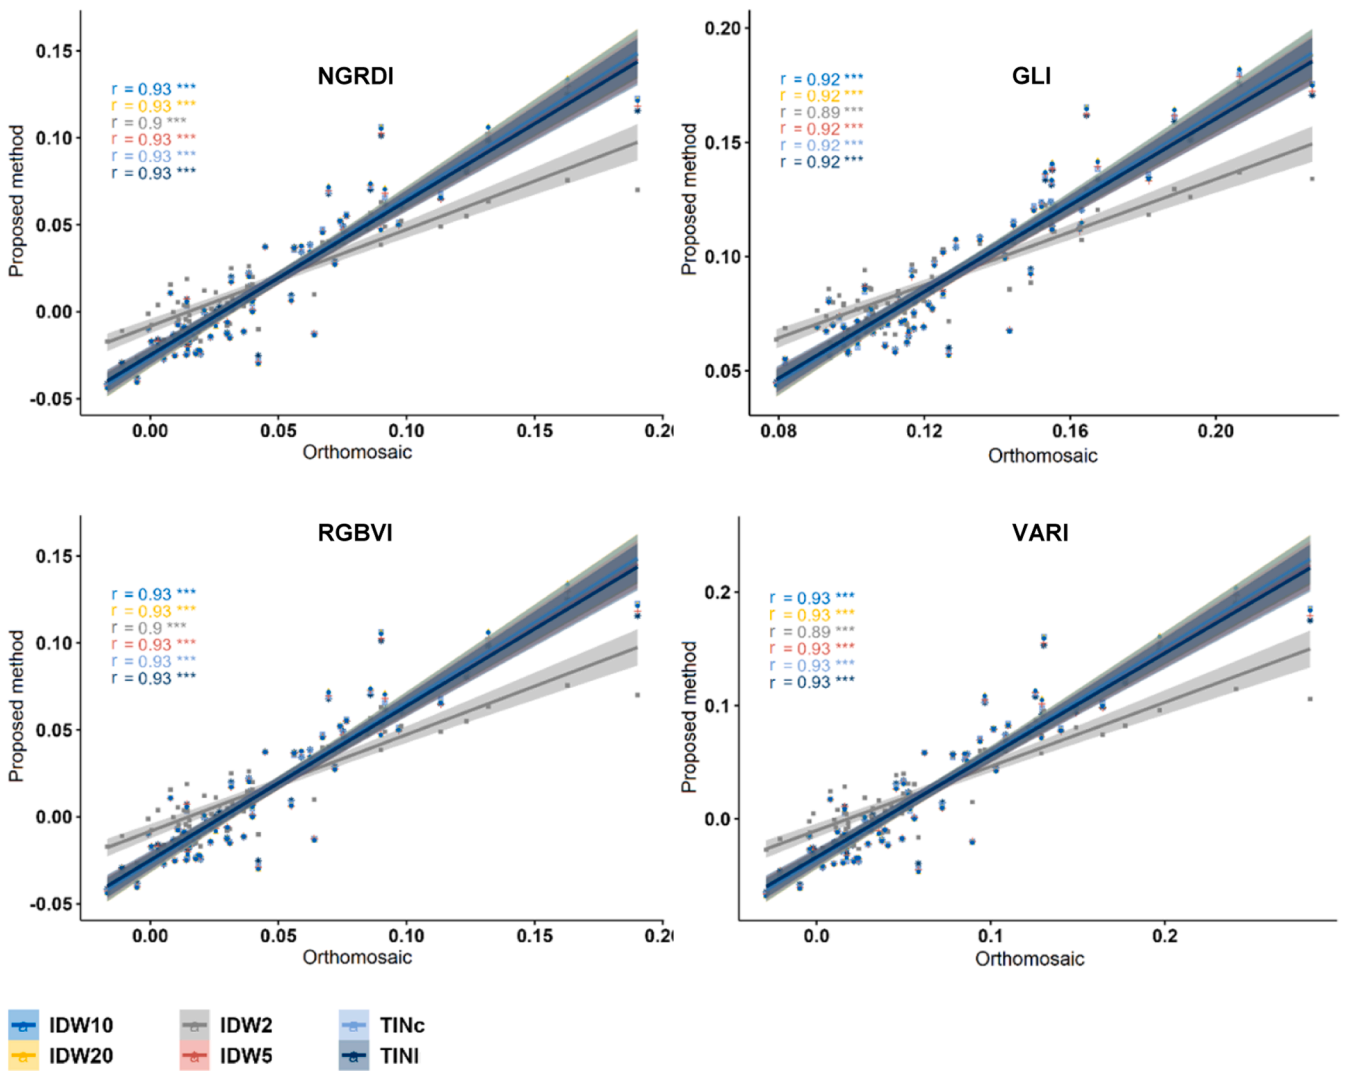 NGRDI
0.15
0.10
0.05
0.00
-0.05
Proposed method
r = 0.93 ***
r = 0.93 ***
r = 0.9 ***
r = 0.93 ***
r = 0.93 ***
r = 0.93 ***
0.00 0.05 0.10 0.15 0.20
Orthomosaic
GLI
0.20
0.15
0.10
0.05
Proposed method
r = 0.92 ***
r = 0.92 ***
r = 0.89 ***
r = 0.92 ***
r = 0.92 ***
r = 0.92 ***
0.08 0.12 0.16 0.20
Orthomosaic
RGBVI
0.15
0.10
0.05
0.00
-0.05
Proposed method
r = 0.93 ***
r = 0.93 ***
r = 0.9 ***
r = 0.93 ***
r = 0.93 ***
r = 0.93 ***
0.00 0.05 0.10 0.15 0.20
Orthomosaic
VARI
0.2
0.1
0.0
Proposed method
r = 0.93 ***
r = 0.93 ***
r = 0.89 ***
r = 0.93 ***
r = 0.93 ***
r = 0.93 ***
0.0 0.1 0.2
Orthomosaic
IDW10 IDW2 TINc
IDW20 IDW5 TINl